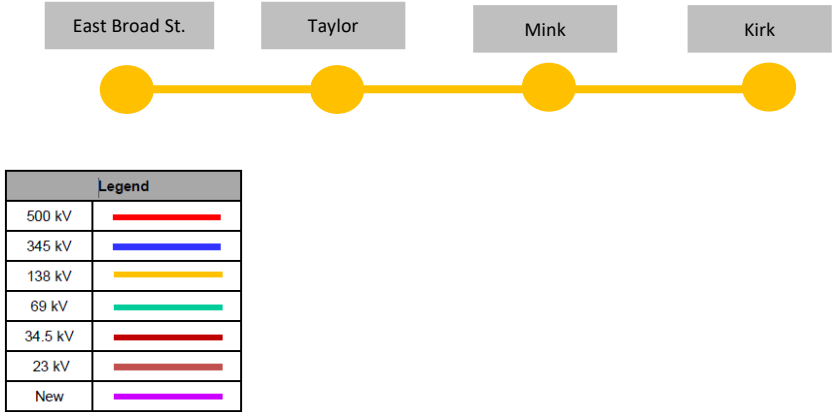 East Broad St.
Taylor
Mink
Kirk
Legend
500 kV
345 kV
138 kV
69 kV
34.5 kV
23 kV
New